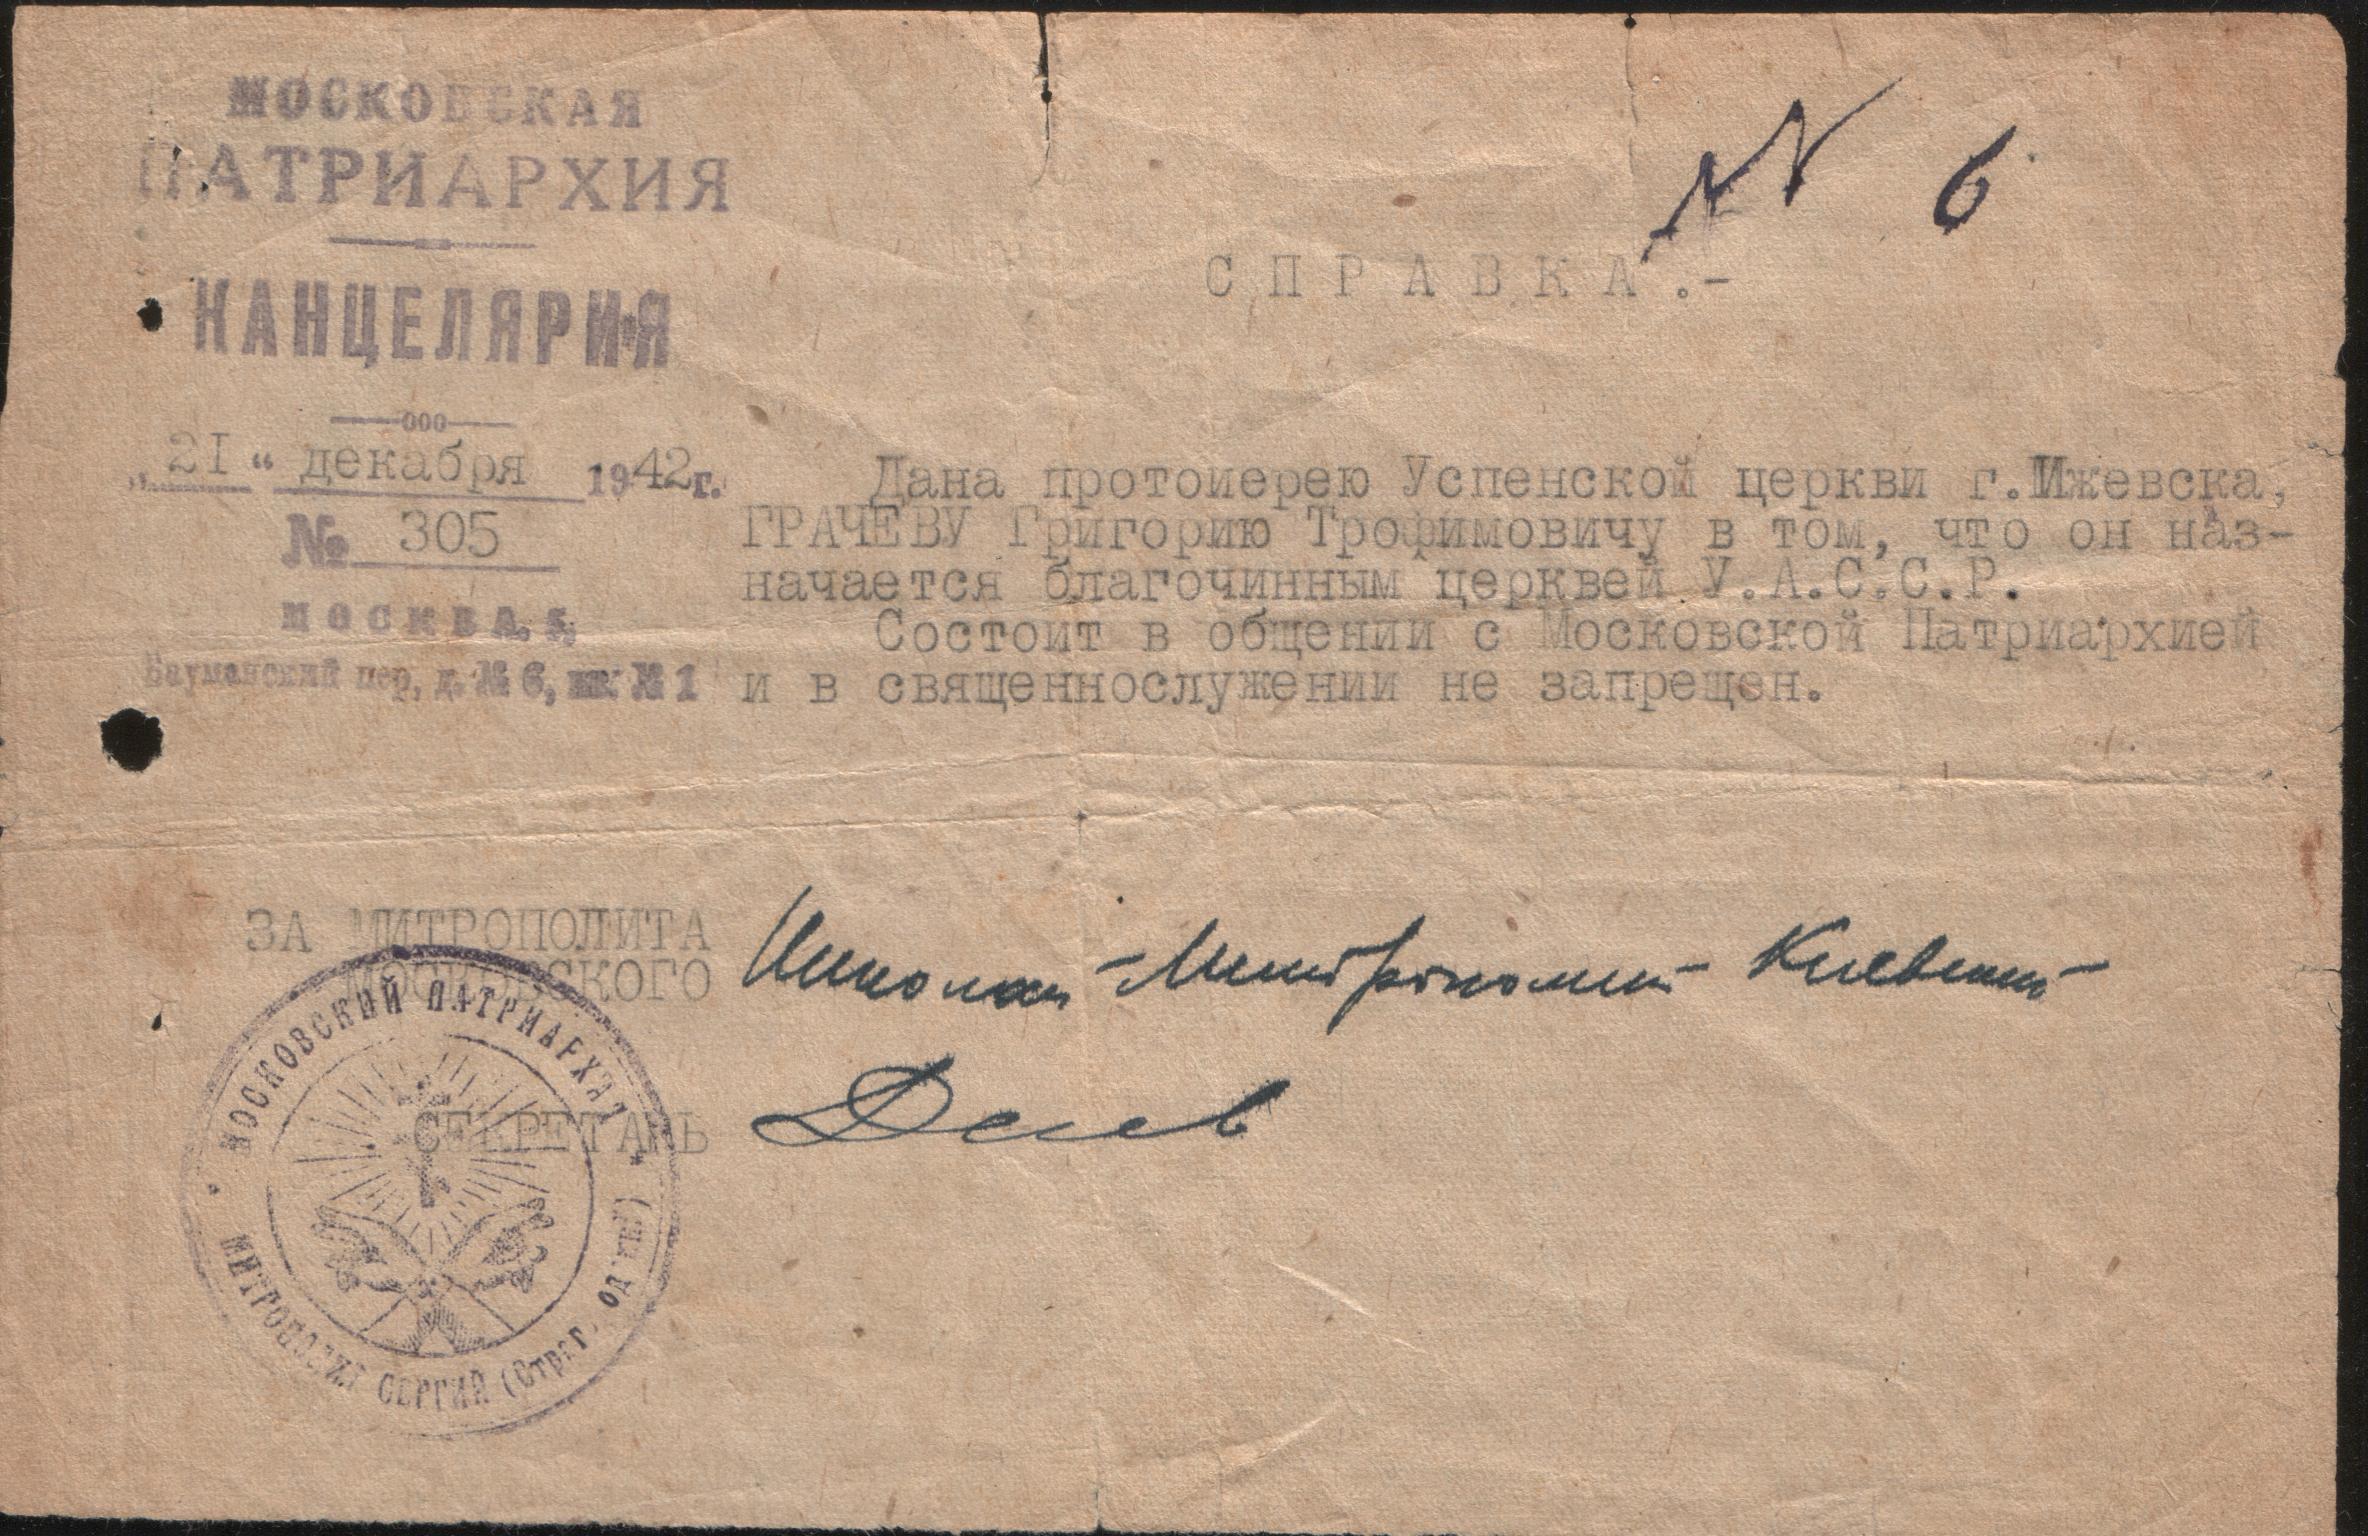 МОСКОВСКАЯ
ПАТРИАРХИЯ
КАНЦЕЛЯРИЯ
„21“ декабря 1942г.
№ 305
МОСКВА, 5,
Бауманский пер, д. № 6, кв. № 1
№ 6
СПРАВКА.-
Дана протоиерею Успенской церкви г.Ижевска,
ГРАЧЕВУ Григорию Трофимовичу в том, что он наз-
начается благочинным церквей У.А.С.С.Р.
Состоит в общении с Московской Патриархией
и в священнослужении не запрещен.
ЗА МИТРОПОЛИТА
МОСКОВСКОГО
Николай – Митрополит Киевский
СЕКРЕТАРЬ
МОСКОВСКИЙ ПАТРИАРХАТ
МИТРОПОЛИТ СЕРГИЙ (Страгородский)